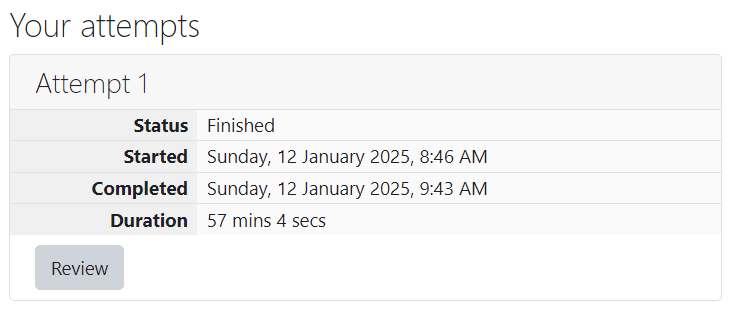 Your attempts
Attempt 1
Status Finished
Started Sunday, 12 January 2025, 8:46 AM
Completed Sunday, 12 January 2025, 9:43 AM
Duration 57 mins 4 secs
Review